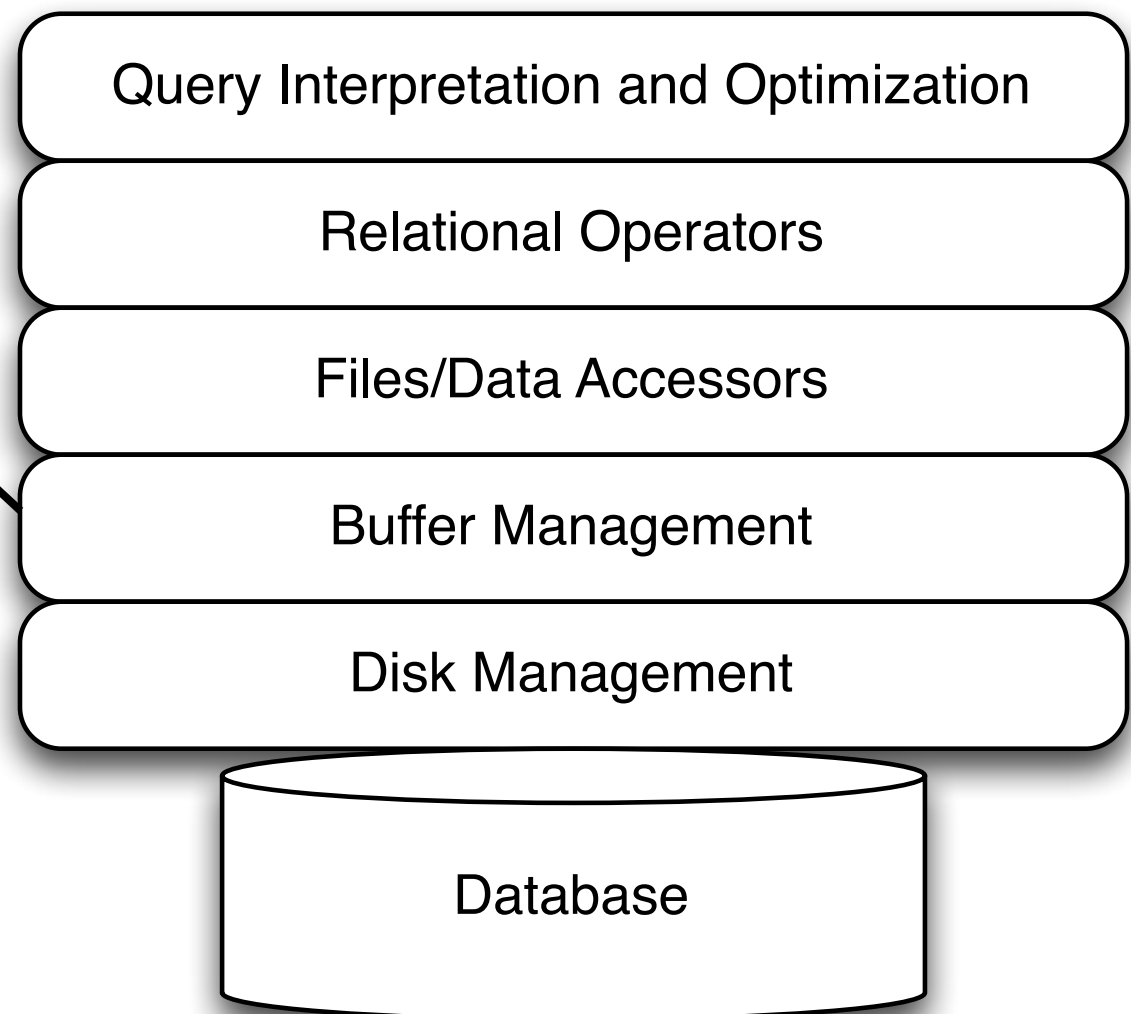 Query Interpretation and Optimization
Relational Operators
Files/Data Accessors
Buffer Management
Disk Management
Database